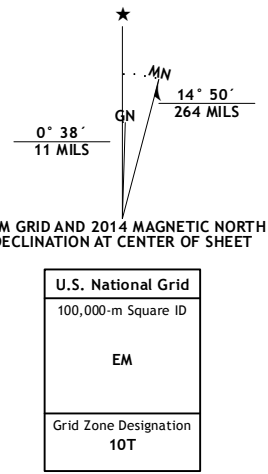 ★
MN
GN
14° 50´
264 MILS
0° 38´
11 MILS
M GRID AND 2014 MAGNETIC NORTH
DECLINATION AT CENTER OF SHEET
U.S. National Grid
100,000-m Square ID
EM
Grid Zone Designation
10T